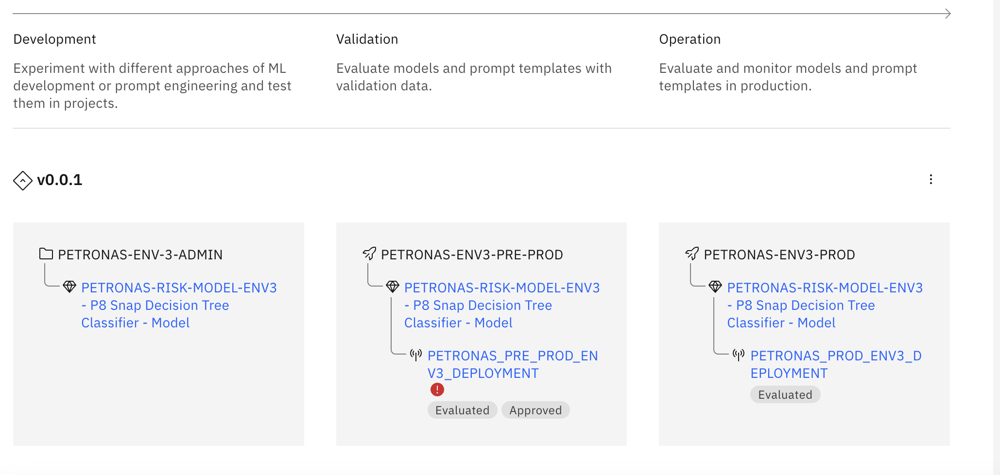 Development
Experiment with different approaches of ML
development or prompt engineering and test
them in projects.
Validation
Evaluate models and prompt templates with
validation data.
Operation
Evaluate and monitor models and prompt
templates in production.
v0.0.1
PETRONAS-ENV-3-ADMIN
PETRONAS-RISK-MODEL-ENV3
- P8 Snap Decision Tree
Classifier - Model
PETRONAS-ENV3-PRE-PROD
PETRONAS-RISK-MODEL-ENV3
- P8 Snap Decision Tree
Classifier - Model
PETRONAS_PRE_PROD_EN
V3_DEPLOYMENT
Evaluated Approved
PETRONAS-ENV3-PROD
PETRONAS-RISK-MODEL-ENV3
- P8 Snap Decision Tree
Classifier - Model
PETRONAS_PROD_ENV3_D
EPLOYMENT
Evaluated